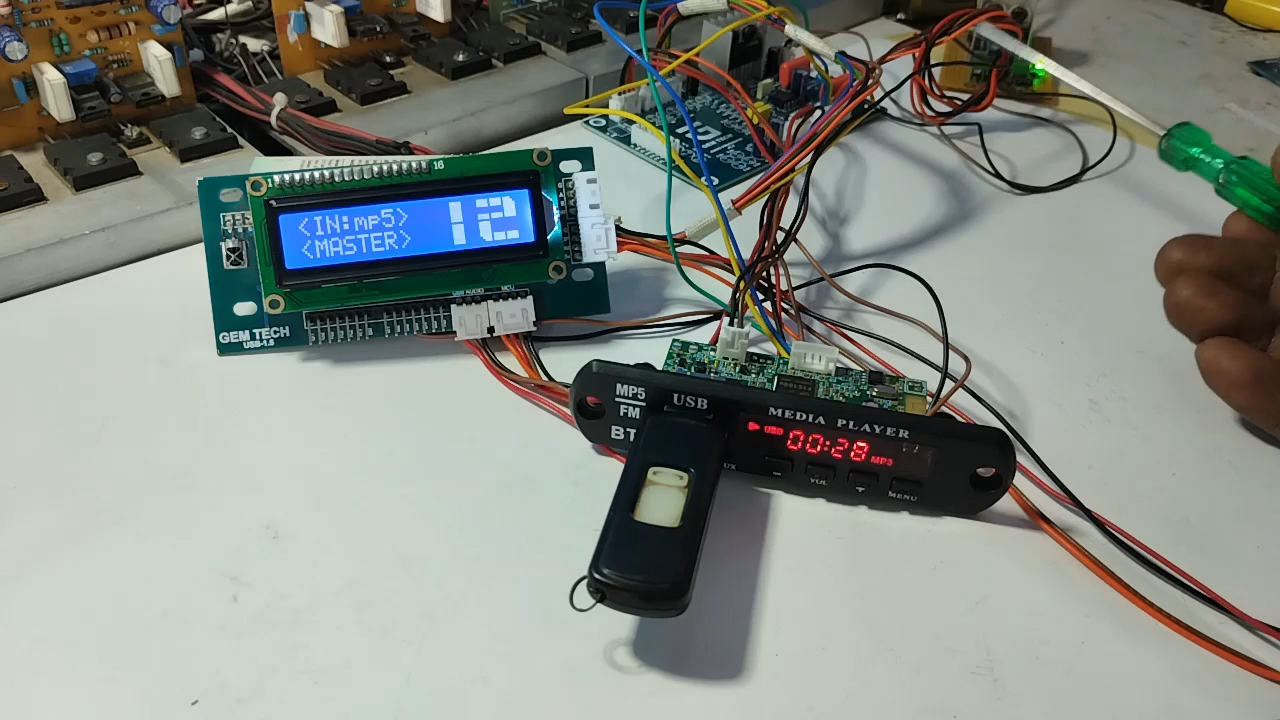 16
<IN:mp5> 12
<MASTER>
USB AUDIO MCU
GEM TECH
USB-1.6
MP5
FM
BT
USB
MEDIA PLAYER
USB
00:28
MP3
UX
-
VOL
+
MENU